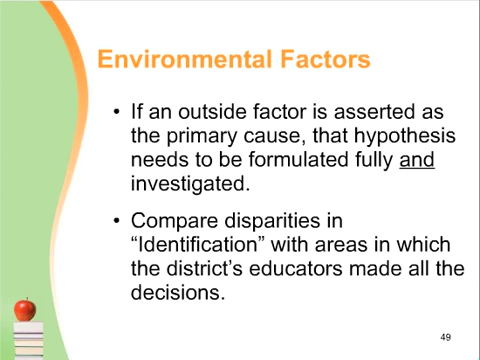 Environmental Factors
• If an outside factor is asserted as
the primary cause, that hypothesis
needs to be formulated fully and
investigated.
• Compare disparities in
“Identification” with areas in which
the district’s educators made all the
decisions.
49